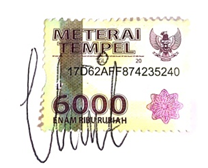 METERAI
TEMPEL
20
17D62AFF874235240
6000
ENAM RIBU RUPIAH